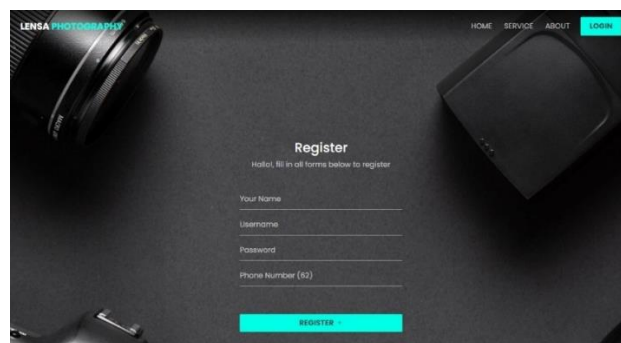 LENSA PHOTOGRAPHY
HOME SERVICE ABOUT LOGIN
Register
Hallo!, fill in all forms below to register
Your Name
Username
Password
Phone Number (62)
REGISTER